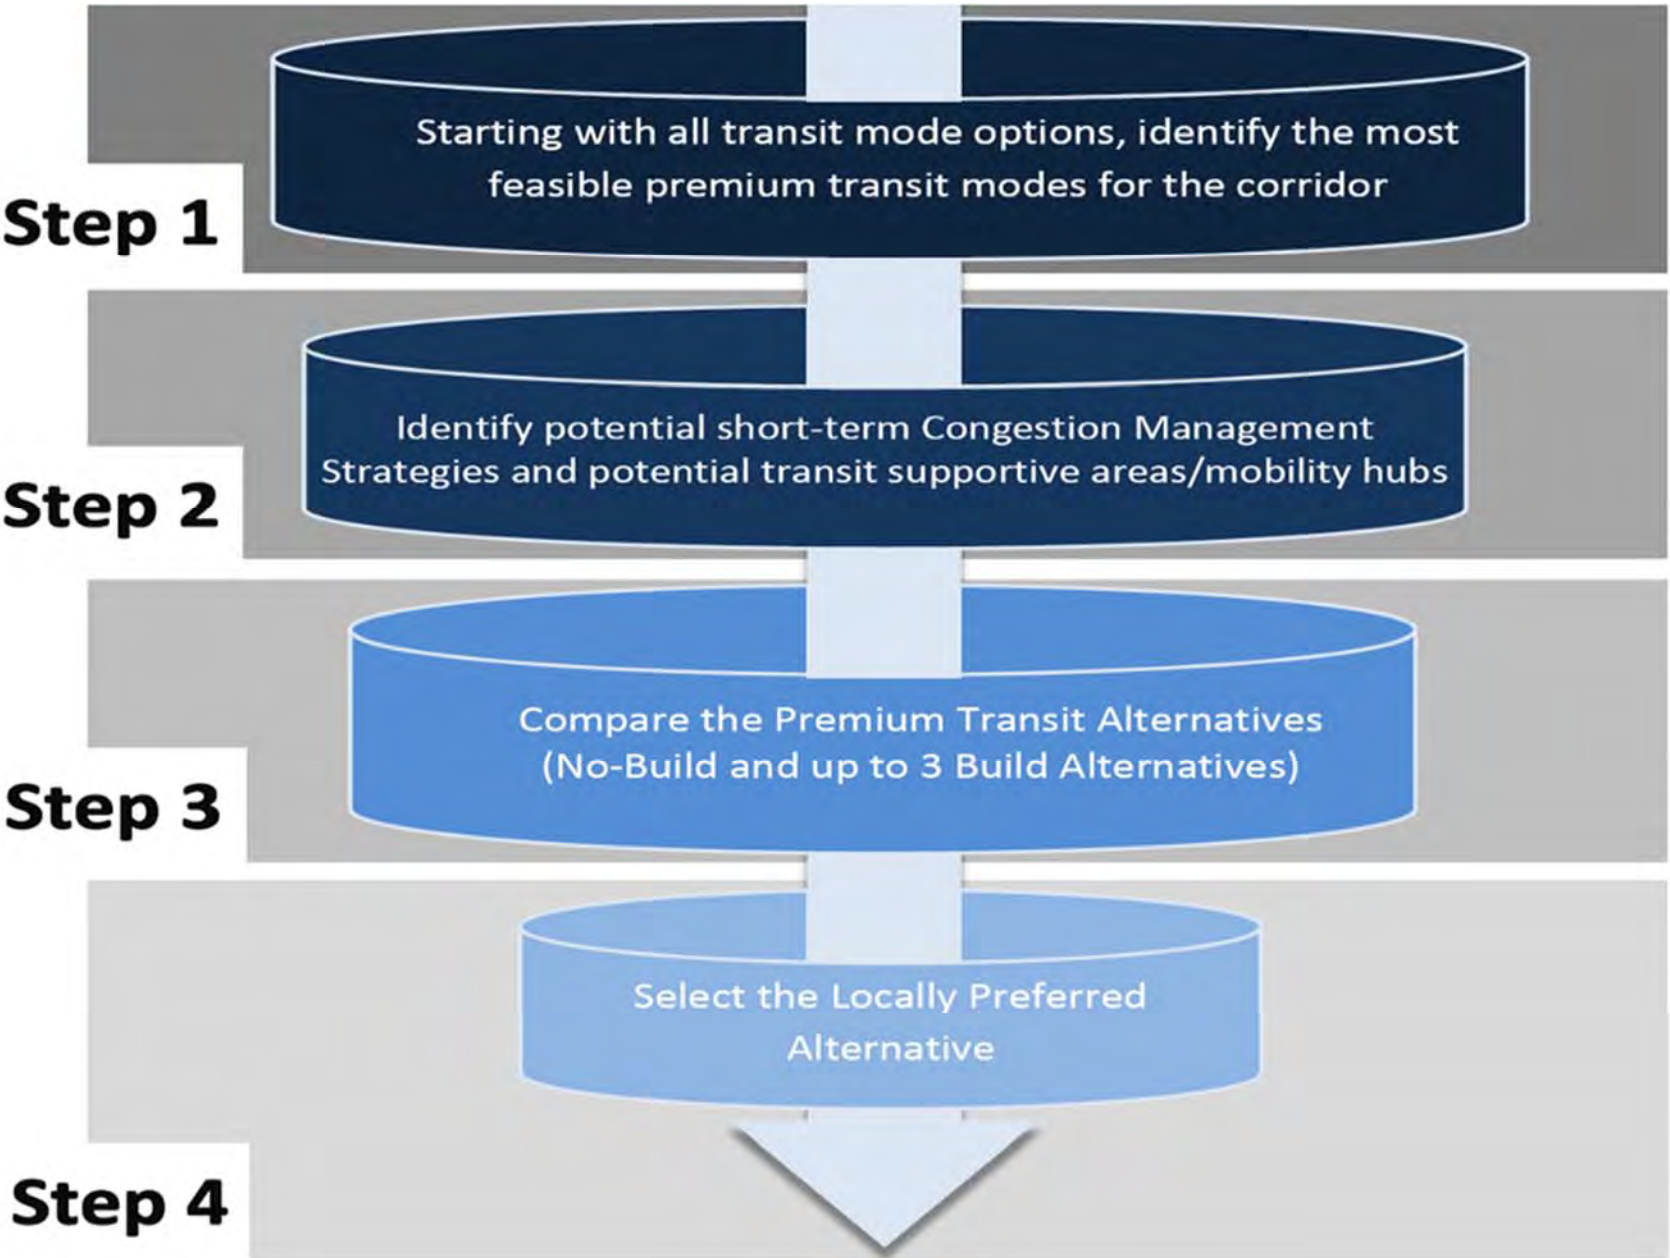 Starting with all transit mode options, identify the most
feasible premium transit modes for the corridor
Step 1
Identify potential short-term Congestion Management
Strategies and potential transit supportive areas/mobility hubs
Step 2
Compare the Premium Transit Alternatives
(No-Build and up to 3 Build Alternatives)
Step 3
Select the Locally Preferred
Alternative
Step 4